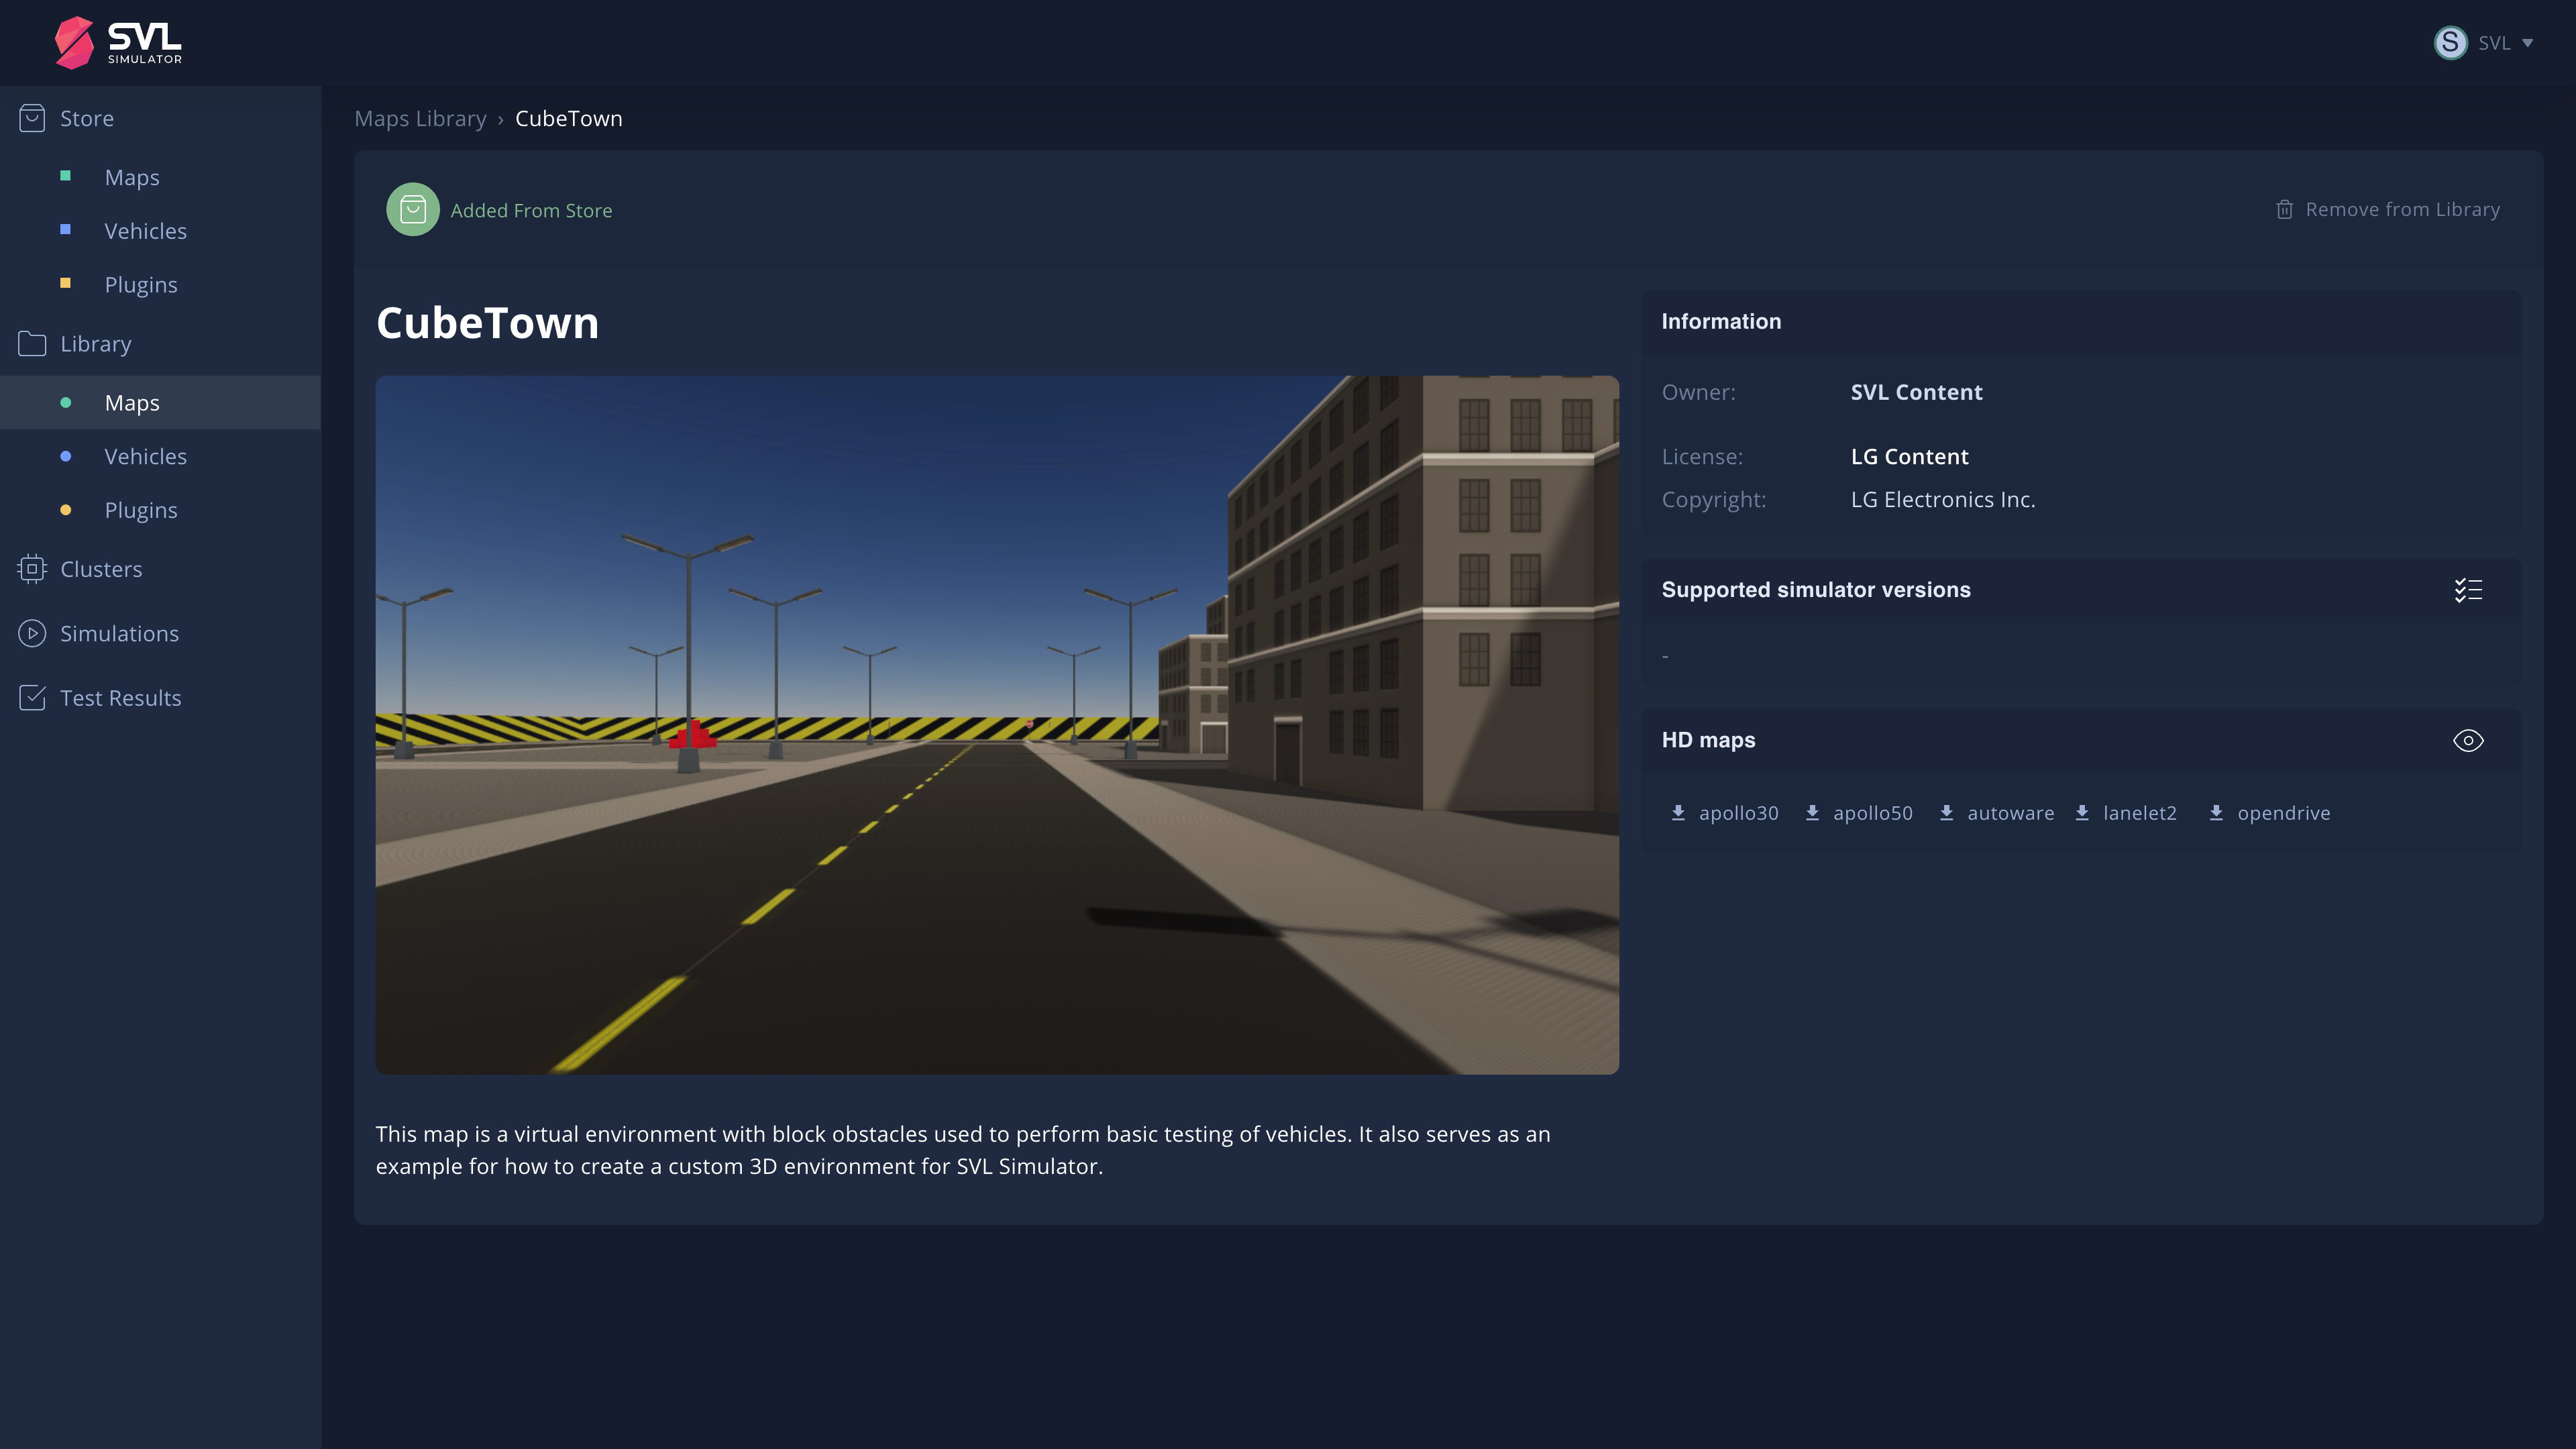 SVL
SIMULATOR
S SVL
Store
Maps
Vehicles
Plugins
Library
Maps
Vehicles
Plugins
Clusters
Simulations
Test Results
Maps Library › CubeTown
Added From Store
Remove from Library
CubeTown
This map is a virtual environment with block obstacles used to perform basic testing of vehicles. It also serves as an
example for how to create a custom 3D environment for SVL Simulator.
Information
Owner: SVL Content
License: LG Content
Copyright: LG Electronics Inc.
Supported simulator versions
-
HD maps
apollo30 apollo50 autoware lanelet2 opendrive